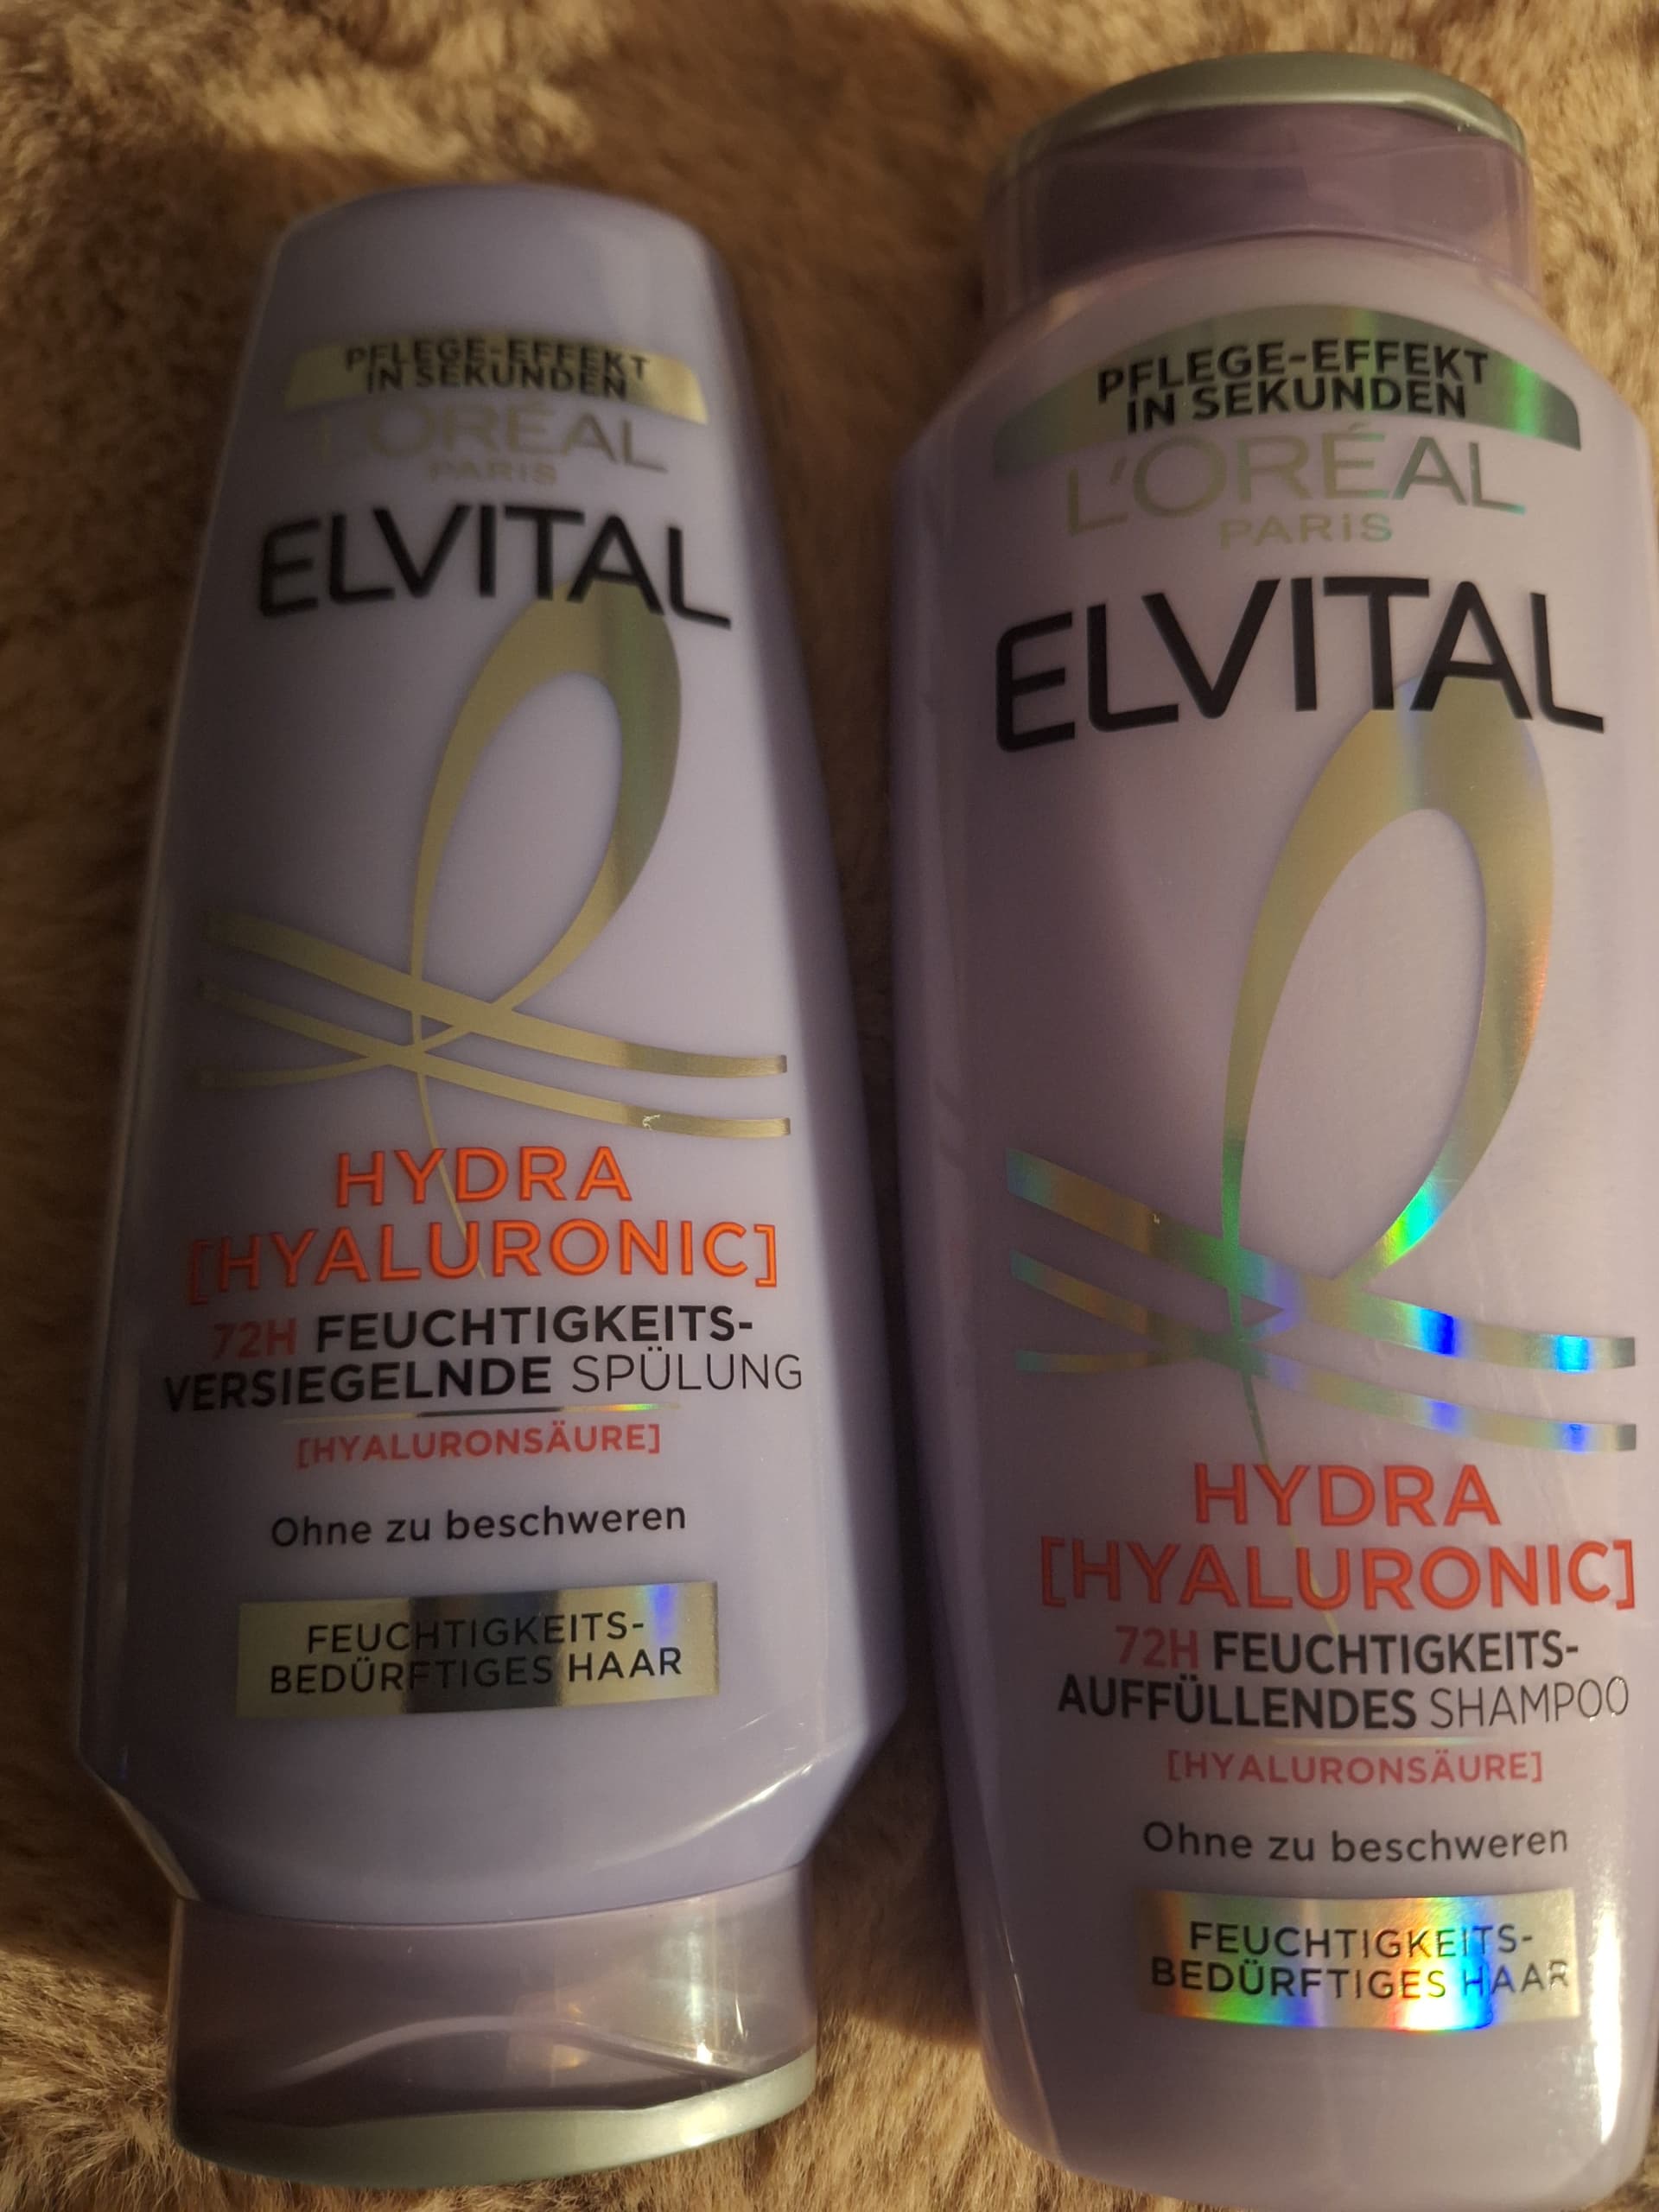 PFLEGE-EFFEKT
IN SEKUNDEN
L'ORÉAL
PARIS
ELVITAL
HYDRA
[HYALURONIC]
72H FEUCHTIGKEITS-
VERSIEGELNDE SPÜLUNG
[HYALURONSÄURE]
Ohne zu beschweren
FEUCHTIGKEITS-
BEDÜRFTIGES HAAR
PFLEGE-EFFEKT
IN SEKUNDEN
L'ORÉAL
PARIS
ELVITAL
HYDRA
[HYALURONIC]
72H FEUCHTIGKEITS-
AUFFÜLLENDES SHAMPOO
[HYALURONSÄURE]
Ohne zu beschweren
FEUCHTIGKEITS-
BEDÜRFTIGES HAAR